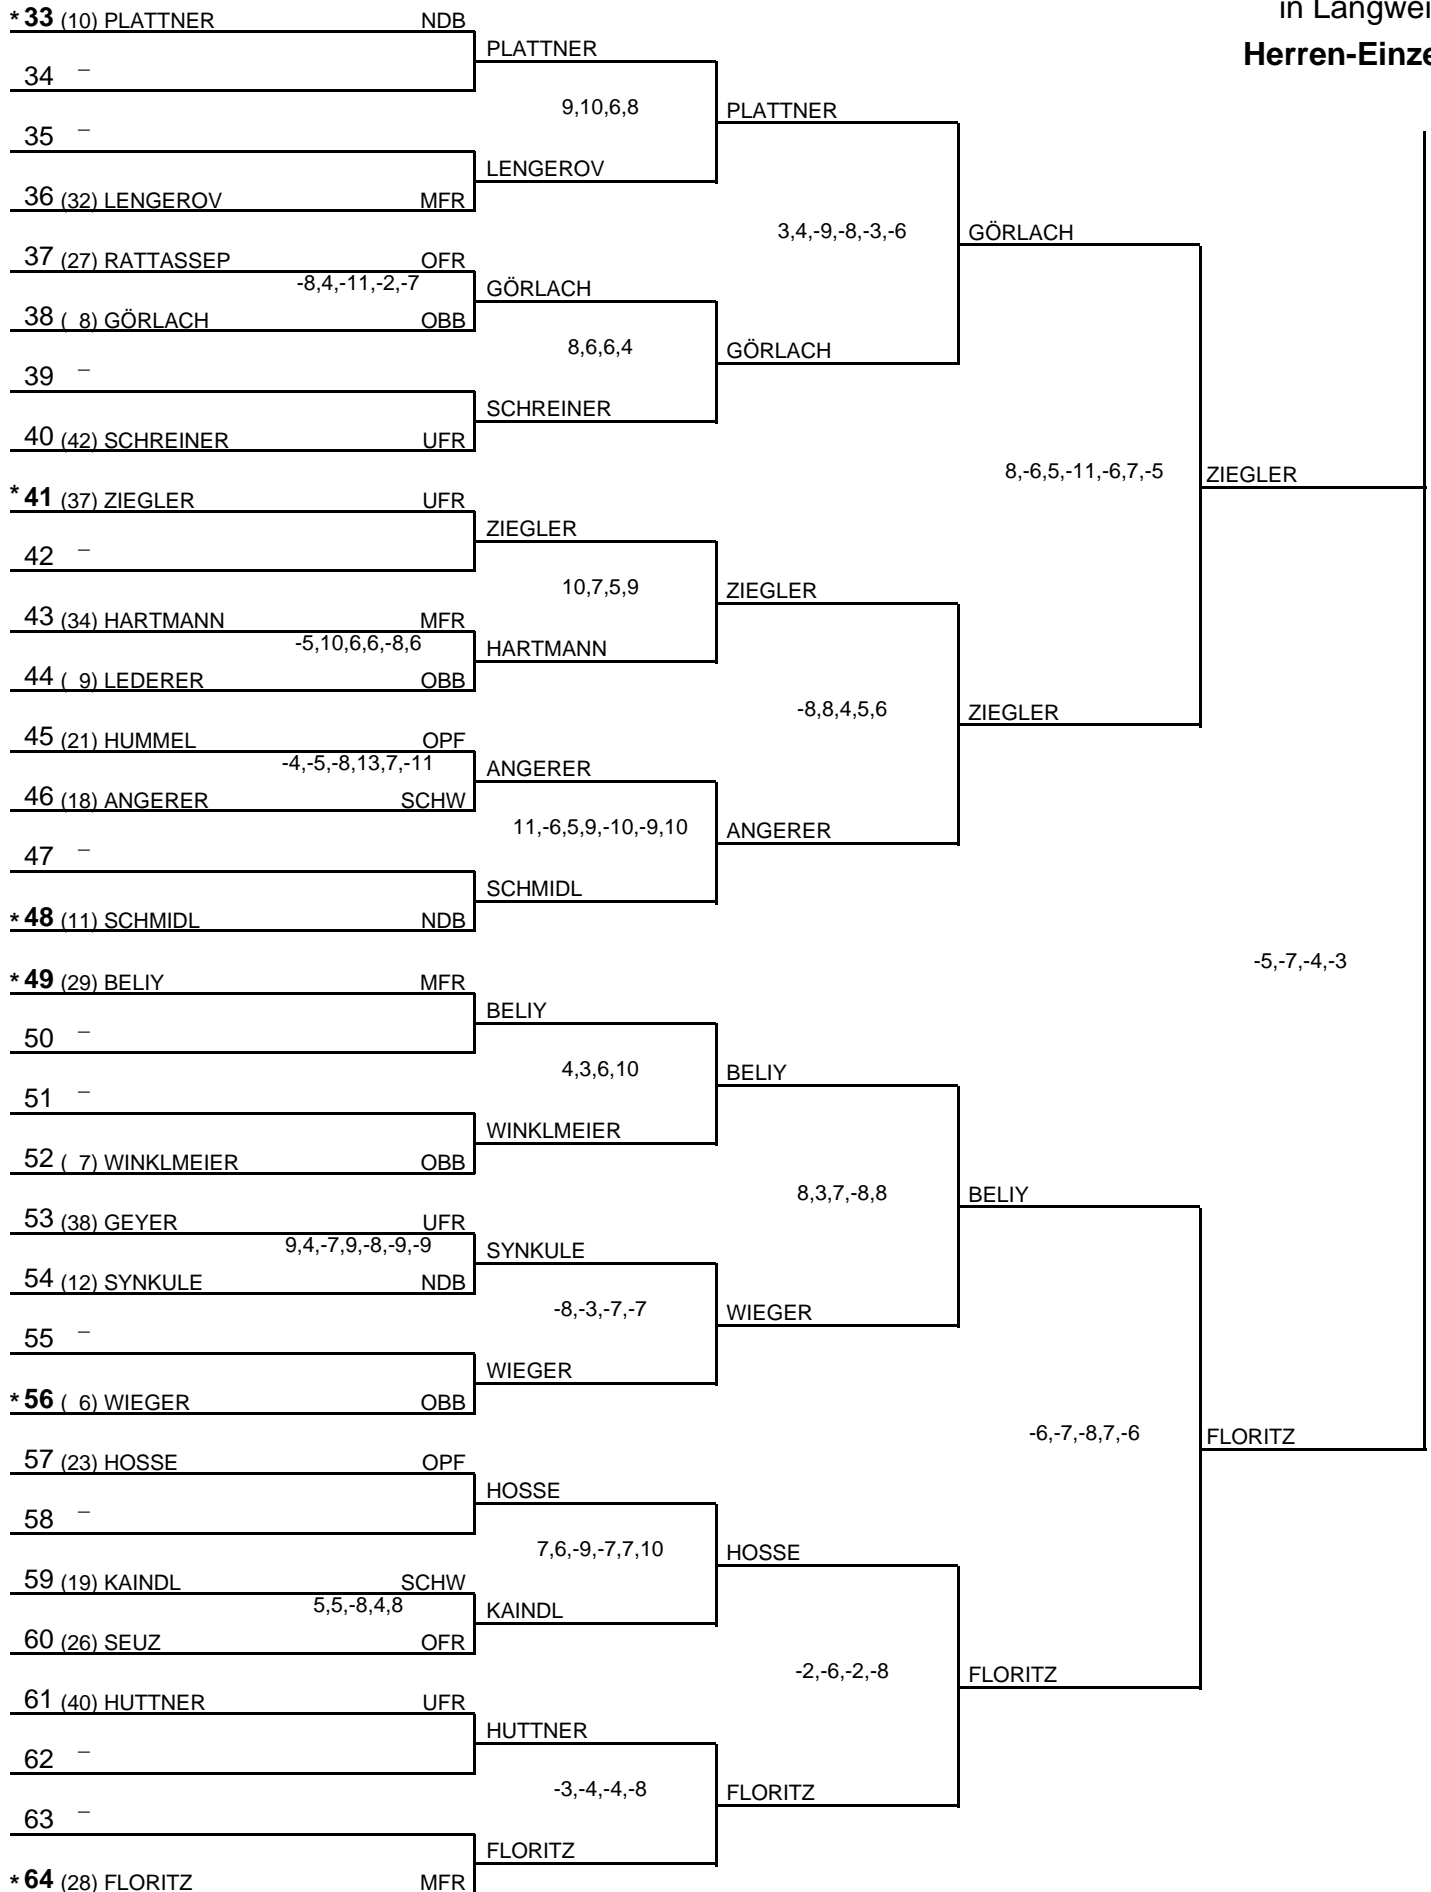 in Langwei
Herren-Einze
* 33 (10) PLATTNER NDB
PLATTNER
34 –
9,10,6,8
PLATTNER
35 –
LENGEROV
36 (32) LENGEROV MFR
3,4,-9,-8,-3,-6
GÖRLACH
37 (27) RATTASSEP OFR
-8,4,-11,-2,-7
GÖRLACH
38 ( 8) GÖRLACH OBB
8,6,6,4
GÖRLACH
39 –
SCHREINER
40 (42) SCHREINER UFR
8,-6,5,-11,-6,7,-5
ZIEGLER
* 41 (37) ZIEGLER UFR
ZIEGLER
42 –
10,7,5,9
ZIEGLER
43 (34) HARTMANN MFR
-5,10,6,6,-8,6
HARTMANN
44 ( 9) LEDERER OBB
-8,8,4,5,6
ZIEGLER
45 (21) HUMMEL OPF
-4,-5,-8,13,7,-11
ANGERER
46 (18) ANGERER SCHW
11,-6,5,9,-10,-9,10
ANGERER
47 –
SCHMIDL
* 48 (11) SCHMIDL NDB
-5,-7,-4,-3
* 49 (29) BELIY MFR
BELIY
50 –
4,3,6,10
BELIY
51 –
WINKLMEIER
52 ( 7) WINKLMEIER OBB
8,3,7,-8,8
BELIY
53 (38) GEYER UFR
9,4,-7,9,-8,-9,-9
SYNKULE
54 (12) SYNKULE NDB
-8,-3,-7,-7
WIEGER
55 –
WIEGER
* 56 ( 6) WIEGER OBB
-6,-7,-8,7,-6
FLORITZ
57 (23) HOSSE OPF
HOSSE
58 –
7,6,-9,-7,7,10
HOSSE
59 (19) KAINDL SCHW
5,5,-8,4,8
KAINDL
60 (26) SEUZ OFR
-2,-6,-2,-8
FLORITZ
61 (40) HUTTNER UFR
HUTTNER
62 –
-3,-4,-4,-8
FLORITZ
63 –
FLORITZ
* 64 (28) FLORITZ MFR